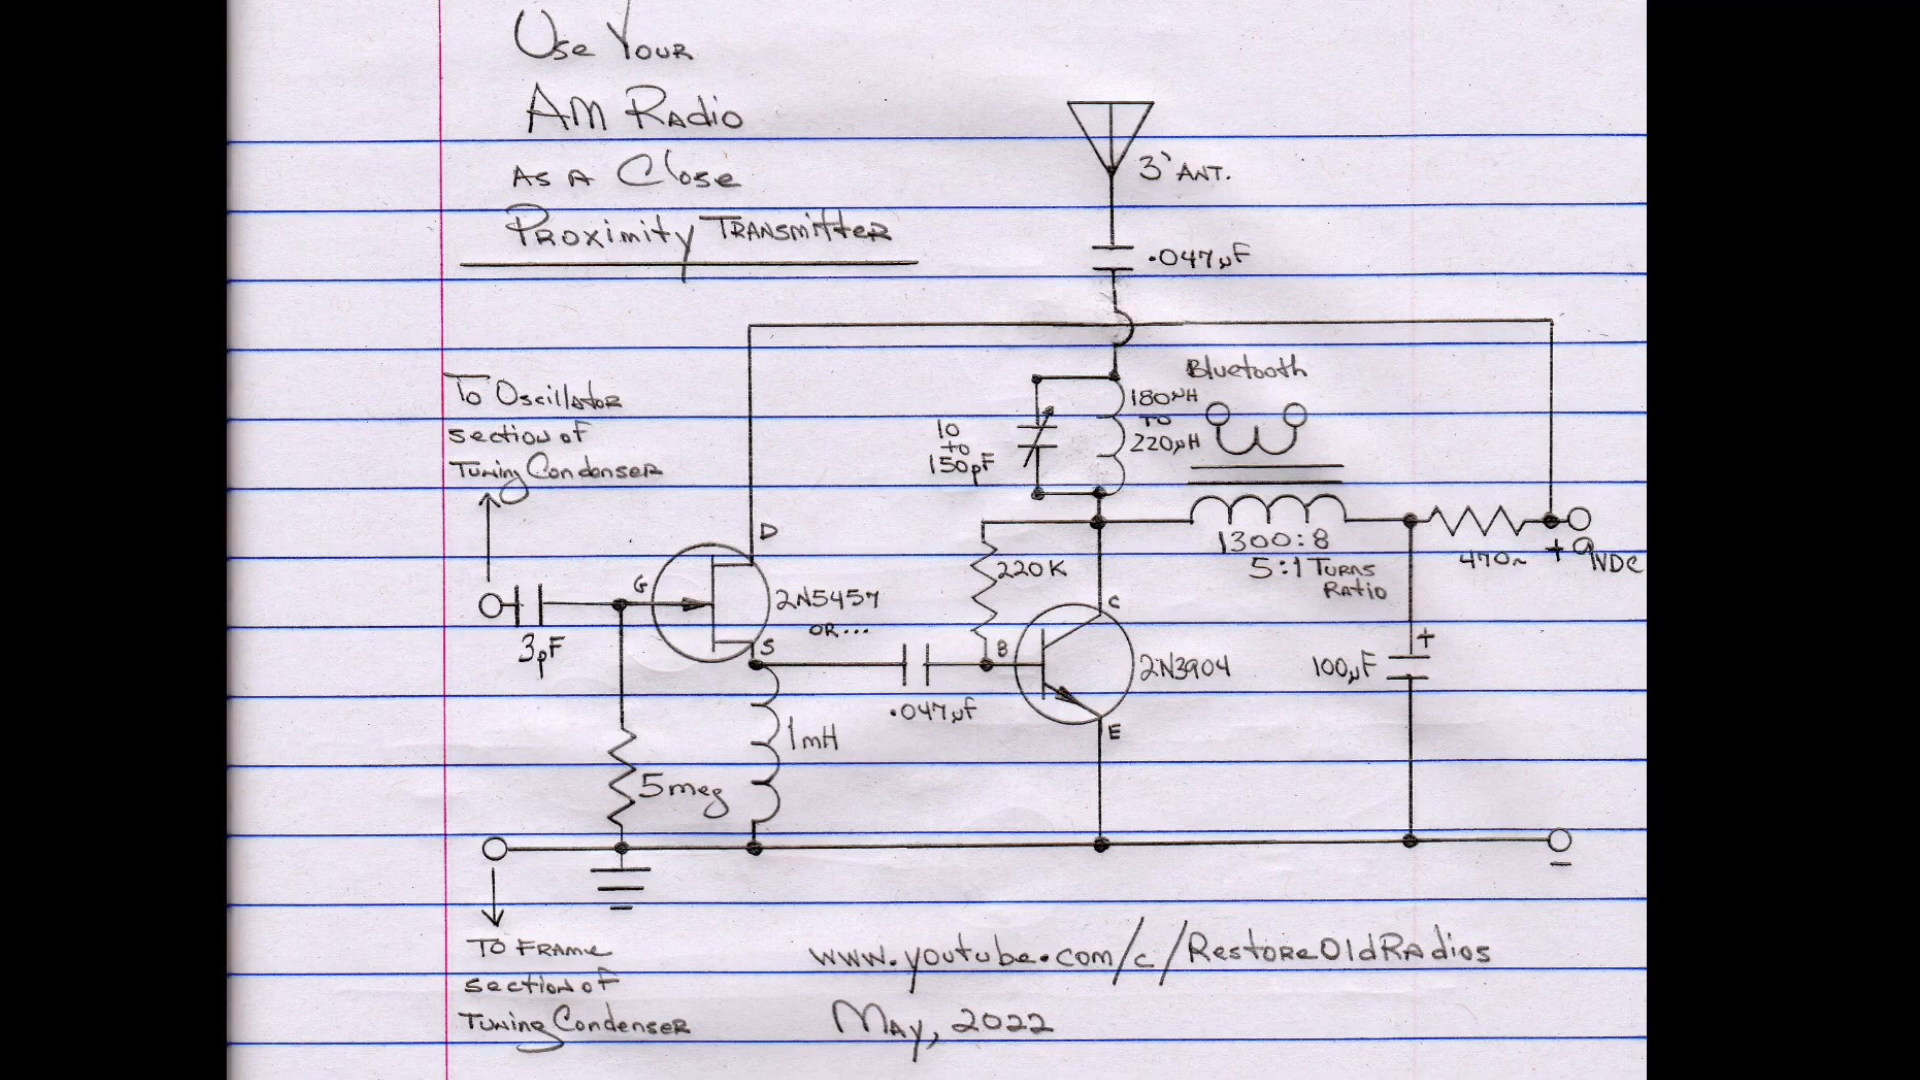 Use Your
AM Radio
as a Close
Proximity Transmitter
3' ANT.
.047µF
To Oscillator
section of
Tuning Condenser
Bluetooth
180µH
to
220µH
10
to
150pF
D
G
S
2N5457
OR...
3pF
220K
1300:8
5:1 Turns
Ratio
470Ω
+ 9VDC
C
B
E
2N3904
.047µF
+
100µF
1mH
5meg
-
To Frame
section of
Tuning Condenser
www.youtube.com/c/RestoreOldRadios
May, 2022